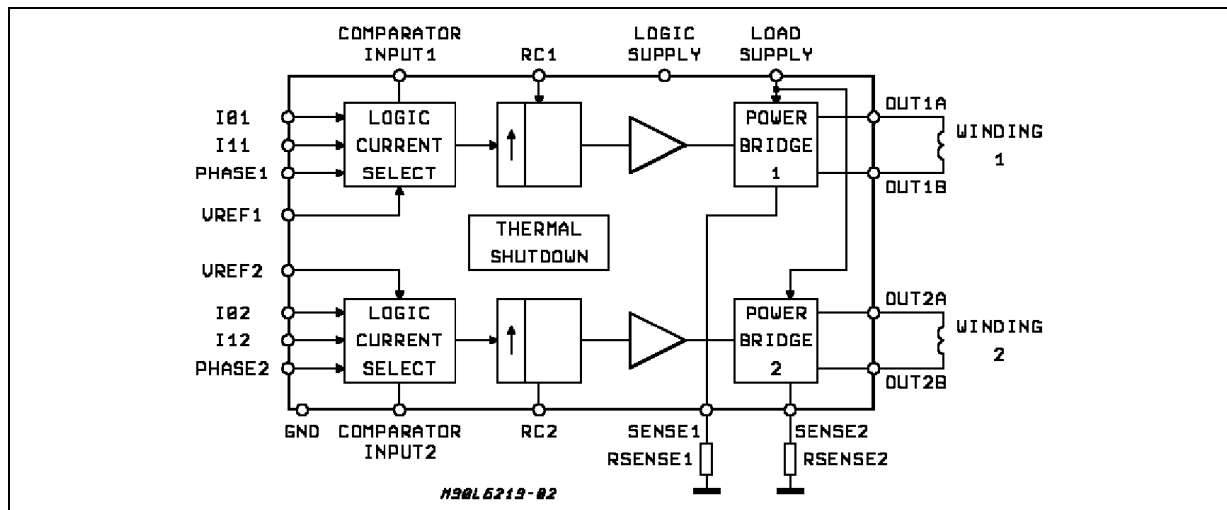 COMPARATOR
INPUT1
RC1
LOGIC
SUPPLY
LOAD
SUPPLY
I01
I11
PHASE1
VREF1
LOGIC
CURRENT
SELECT
POWER
BRIDGE
1
OUT1A
OUT1B
WINDING
1
THERMAL
SHUTDOWN
VREF2
I02
I12
PHASE2
LOGIC
CURRENT
SELECT
POWER
BRIDGE
2
OUT2A
OUT2B
WINDING
2
GND
COMPARATOR
INPUT2
RC2
SENSE1
RSENSE1
SENSE2
RSENSE2
M90L6219-02